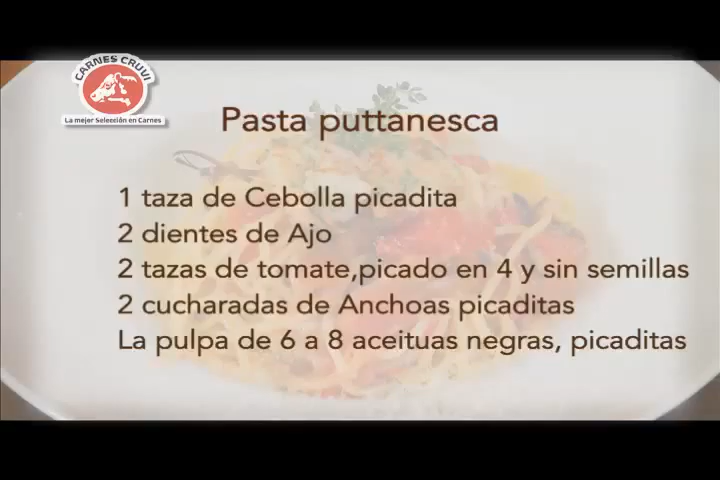 CARNES CRUVI
La mejor Selección en Carnes
Pasta puttanesca
1 taza de Cebolla picadita
2 dientes de Ajo
2 tazas de tomate,picado en 4 y sin semillas
2 cucharadas de Anchoas picaditas
La pulpa de 6 a 8 aceituas negras, picaditas